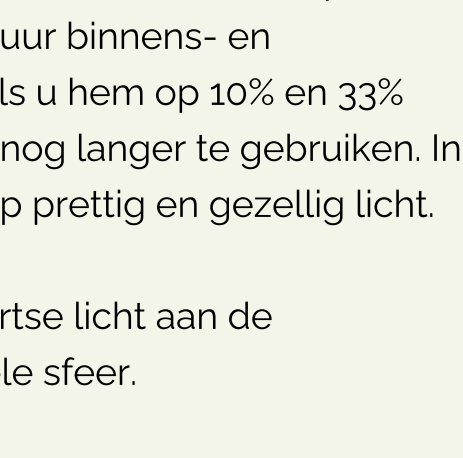 uur binnens- en
ls u hem op 10% en 33%
nog langer te gebruiken. In
p prettig en gezellig licht.
rtse licht aan de
le sfeer.